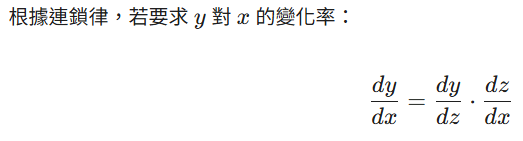 根據連鎖律，若要求 y 對 x 的變化率：
dy/dx = dy/dz · dz/dx